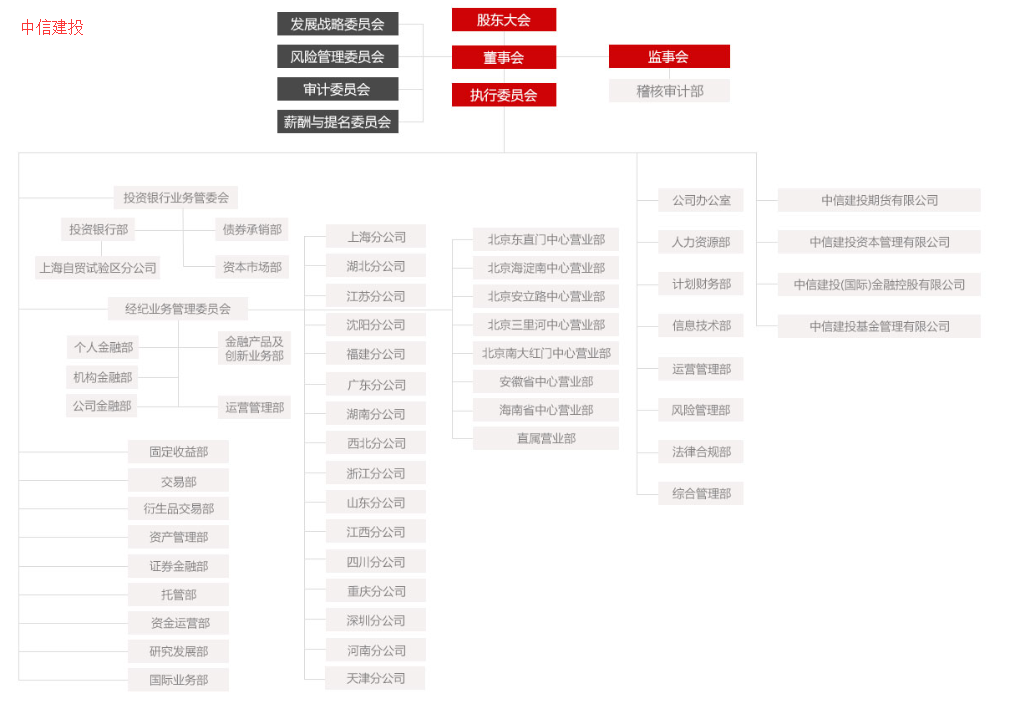 中信建投
发展战略委员会
风险管理委员会
审计委员会
薪酬与提名委员会
股东大会
董事会
执行委员会
监事会
稽核审计部
投资银行业务管委会
投资银行部
债券承销部
上海自贸试验区分公司
资本市场部
经纪业务管理委员会
个人金融部
金融产品及
创新业务部
机构金融部
公司金融部
运营管理部
固定收益部
交易部
衍生品交易部
资产管理部
证券金融部
托管部
资金运营部
研究发展部
国际业务部
上海分公司
湖北分公司
江苏分公司
沈阳分公司
福建分公司
广东分公司
湖南分公司
西北分公司
浙江分公司
山东分公司
江西分公司
四川分公司
重庆分公司
深圳分公司
河南分公司
天津分公司
北京东直门中心营业部
北京海淀南中心营业部
北京安立路中心营业部
北京三里河中心营业部
北京南大红门中心营业部
安徽省中心营业部
海南省中心营业部
直属营业部
公司办公室
人力资源部
计划财务部
信息技术部
运营管理部
风险管理部
法律合规部
综合管理部
中信建投期货有限公司
中信建投资本管理有限公司
中信建投(国际)金融控股有限公司
中信建投基金管理有限公司